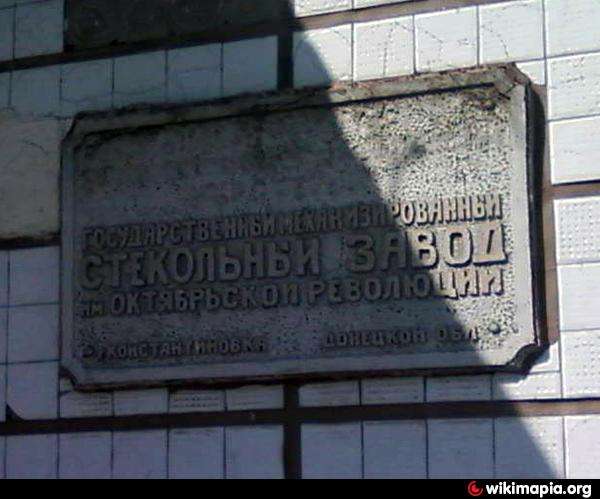 ГОСУДАРСТВЕННЫЙ МЕХАНИЗИРОВАННЫЙ
СТЕКОЛЬНЫЙ ЗАВОД
ИМ ОКТЯБРЬСКОЙ РЕВОЛЮЦИИ
Г.КОНСТАНТИНОВКА ДОНЕЦКОЙ ОБЛ.
wikimapia.org